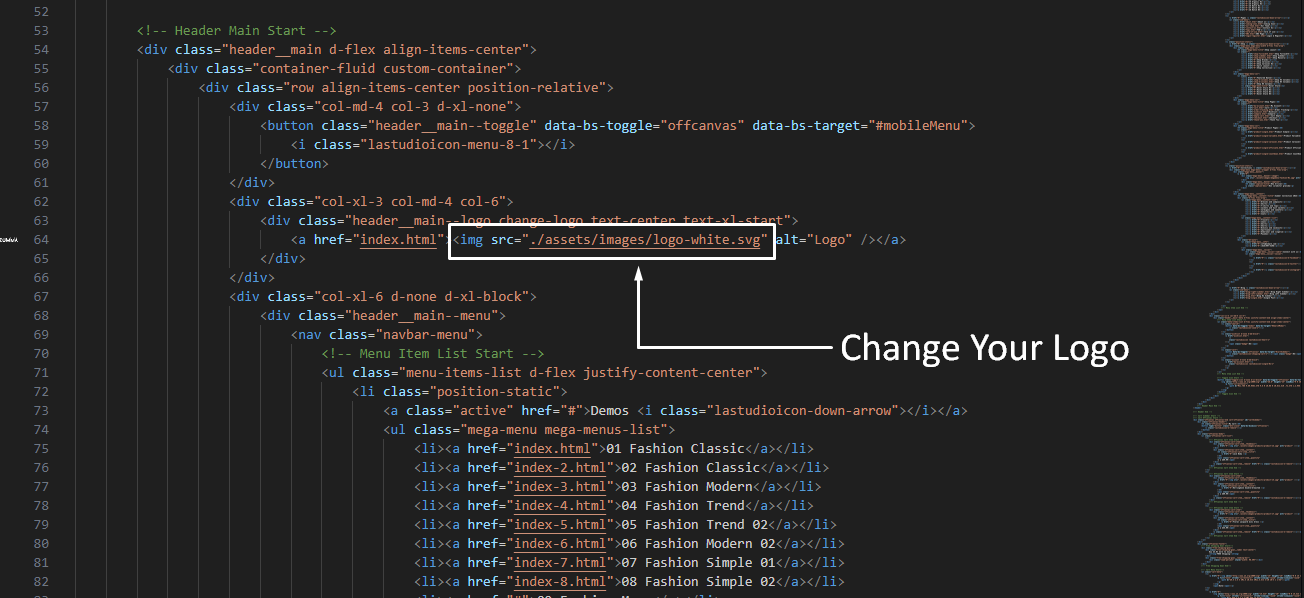 52
53 <!-- Header Main Start -->
54 <div class="header__main d-flex align-items-center">
55 <div class="container-fluid custom-container">
56 <div class="row align-items-center position-relative">
57 <div class="col-md-4 col-3 d-xl-none">
58 <button class="header__main--toggle" data-bs-toggle="offcanvas" data-bs-target="#mobileMenu">
59 <i class="lastudioicon-menu-8-1"></i>
60 </button>
61 </div>
62 <div class="col-xl-3 col-md-4 col-6">
63 <div class="header__main--logo change-logo text-center text-xl-start">
64 <a href="index.html"><img src="./assets/images/logo-white.svg" alt="Logo" /></a>
65 </div>
66 </div>
67 <div class="col-xl-6 d-none d-xl-block">
68 <div class="header__main--menu">
69 <nav class="navbar-menu">
Change Your Logo
70 <!-- Menu Item List Start -->
71 <ul class="menu-items-list d-flex justify-content-center">
72 <li class="position-static">
73 <a class="active" href="#">Demos <i class="lastudioicon-down-arrow"></i></a>
74 <ul class="mega-menu mega-menus-list">
75 <li><a href="index.html">01 Fashion Classic</a></li>
76 <li><a href="index-2.html">02 Fashion Classic</a></li>
77 <li><a href="index-3.html">03 Fashion Modern</a></li>
78 <li><a href="index-4.html">04 Fashion Trend</a></li>
79 <li><a href="index-5.html">05 Fashion Trend 02</a></li>
80 <li><a href="index-6.html">06 Fashion Modern 02</a></li>
81 <li><a href="index-7.html">07 Fashion Simple 01</a></li>
82 <li><a href="index-8.html">08 Fashion Simple 02</a></li>